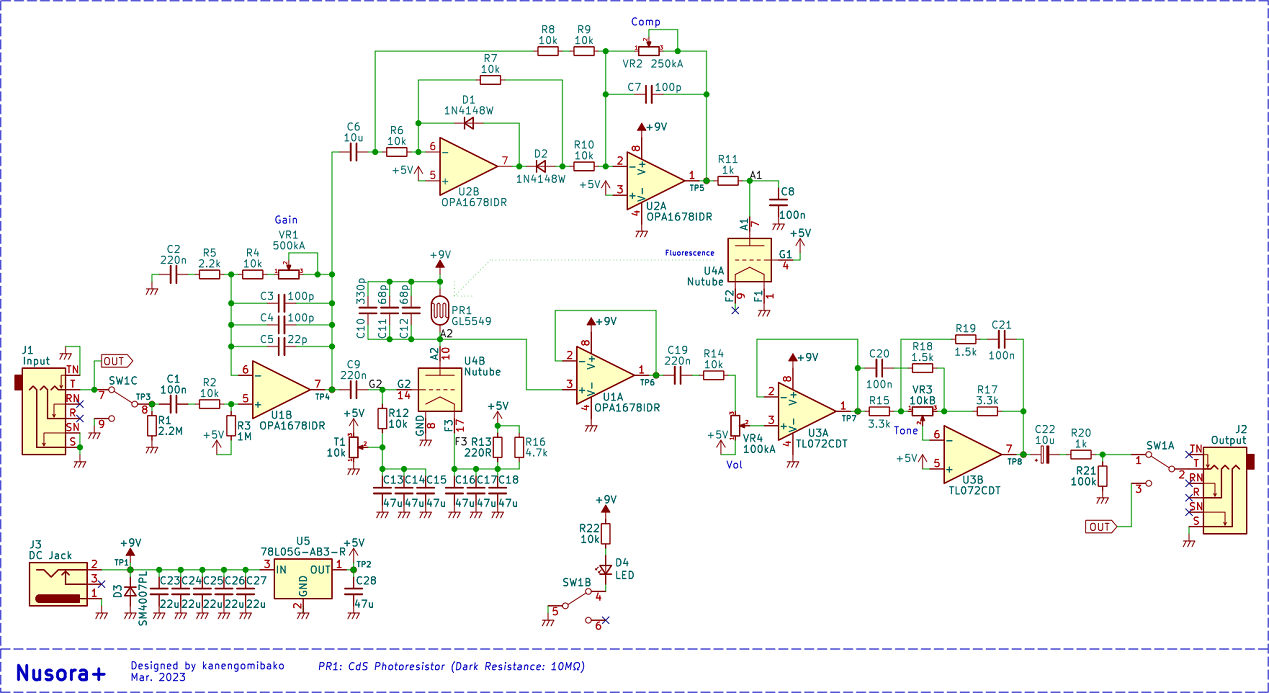 Comp
R8
10k
R9
10k
VR2 250kA
R7
10k
C7 100p
D1
1N4148W
C6
10u
R6
10k
+9V
D2
1N4148W
R10
10k
6
5
7
+5V
U2B
OPA1678IDR
8
2
3
4
1
V+
V-
+5V
TP5
U2A
OPA1678IDR
R11
1k
A1
C8
100n
A1
7
+5V
G1
4
U4A
Nutube
F2
9
F1
1
Fluorescence
Gain
VR1
500kA
C2
220n
R5
2.2k
R4
10k
1
2
3
C3 100p
C4 100p
C5 22p
+9V
C10 330p
C11 68p
C12 68p
PR1
GL5549
A2
A2
10
U4B
Nutube
G2
G2
14
GND
8
F3
17
F3
J1
Input
TN
T
RN
R
SN
S
OUT
SW1C
7
8
9
TP3
C1
100n
R1
2.2M
R2
10k
R3
1M
+5V
6
5
7
U1B
OPA1678IDR
TP4
C9
220n
+5V
T1
10k
R12
10k
+5V
R13
220R
R16
4.7k
C13
47u
C14
47u
C15
47u
C16
47u
C17
47u
C18
47u
+9V
8
2
3
4
1
V+
V-
TP6
U1A
OPA1678IDR
C19
220n
R14
10k
+5V
VR4
100kA
Vol
+9V
8
2
3
4
1
V+
V-
TP7
U3A
TL072CDT
C20
100n
R18
1.5k
R19
1.5k
C21
100n
R15
3.3k
VR3
10kB
R17
3.3k
Tone
+5V
6
5
7
U3B
TL072CDT
TP8
C22
10u
R20
1k
R21
100k
SW1A
1
2
3
OUT
J2
Output
TN
T
RN
R
SN
S
J3
DC Jack
2
3
1
TP1
+9V
D3
SM4007PL
C23
22u
C24
22u
C25
22u
C26
22u
C27
22u
U5
78L05G-AB3-R
3
IN
OUT
1
GND
2
+5V
TP2
C28
47u
+9V
R22
10k
D4
LED
SW1B
4
5
6
Nusora+
Designed by kanengomibako
Mar. 2023
PR1: CdS Photoresistor (Dark Resistance: 10MΩ)